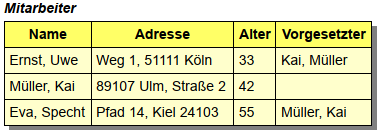 Mitarbeiter
Name Adresse Alter Vorgesetzter
Ernst, Uwe Weg 1, 51111 Köln 33 Kai, Müller
Müller, Kai 89107 Ulm, Straße 2 42
Eva, Specht Pfad 14, Kiel 24103 55 Müller, Kai